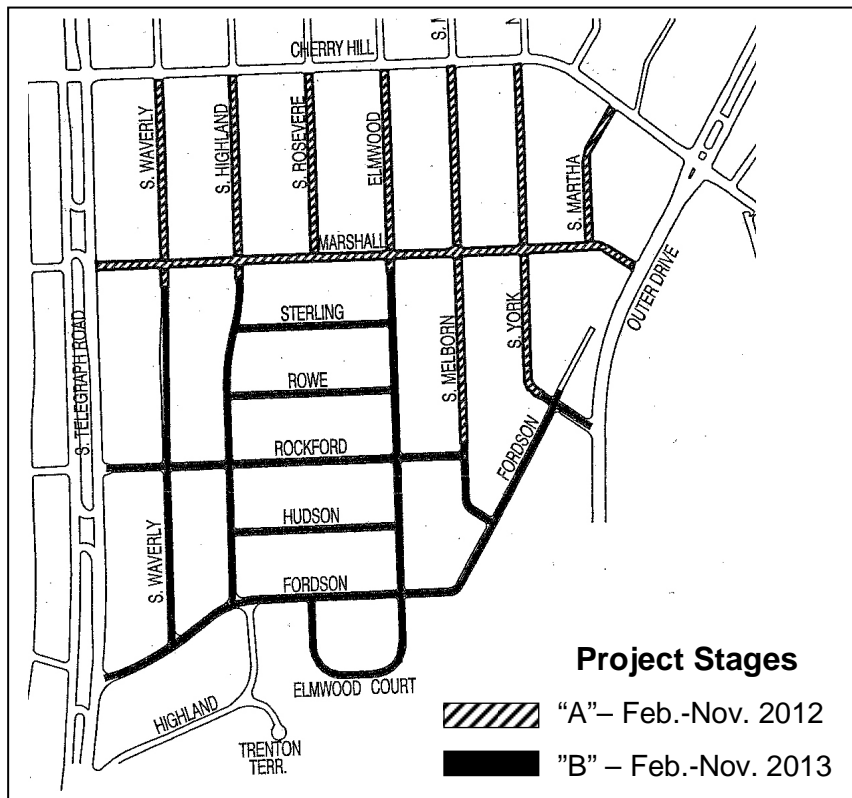 S. M
N
CHERRY HILL
S. WAVERLY
S. HIGHLAND
S. ROSEVERE
ELMWOOD
S. MARTHA
MARSHALL
OUTER DRIVE
S. TELEGRAPH ROAD
STERLING
S. YORK
ROWE
S. MELBORN
ROCKFORD
FORDSON
HUDSON
S. WAVERLY
FORDSON
ELMWOOD COURT
HIGHLAND
TRENTON
TERR.
Project Stages
"A"– Feb.-Nov. 2012
"B" – Feb.-Nov. 2013